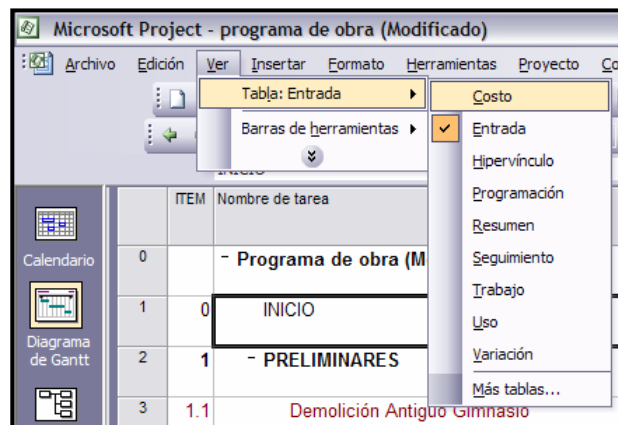 Microsoft Project - programa de obra (Modificado)
Archivo Edición Ver Insertar Formato Herramientas Proyecto Co
Tabla: Entrada
Barras de herramientas
Costo
Entrada
Hipervínculo
Programación
Resumen
Seguimiento
Trabajo
Uso
Variación
Más tablas...
INICIO
ITEM Nombre de tarea
Calendario
Diagrama
de Gantt
0 - Programa de obra (M
1 0 INICIO
2 1 - PRELIMINARES
3 1.1 Demolición Antiguo Gimnasio